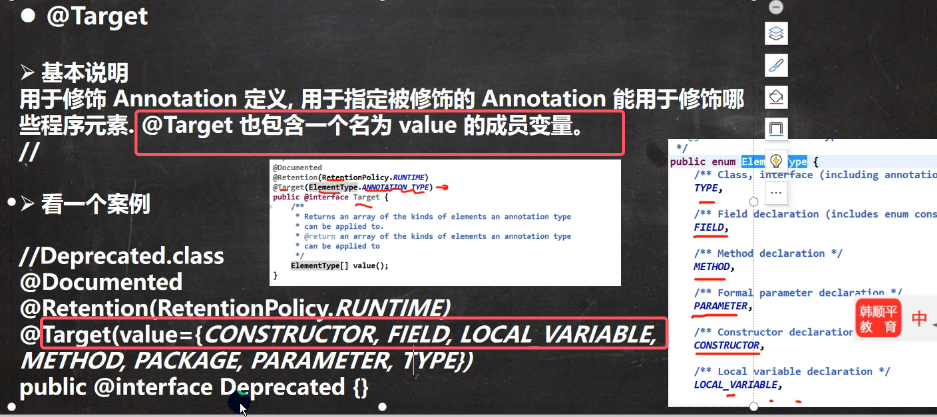 @Target
基本说明
用于修饰 Annotation 定义, 用于指定被修饰的 Annotation 能用于修饰哪
些程序元素. @Target 也包含一个名为 value 的成员变量。
//
看一个案例
//Deprecated.class
@Documented
@Retention(RetentionPolicy.RUNTIME)
@Target(value={CONSTRUCTOR, FIELD, LOCAL_VARIABLE,
METHOD, PACKAGE, PARAMETER, TYPE})
public @interface Deprecated {}
@Documented
@Retention(RetentionPolicy.RUNTIME)
@Target(ElementType.ANNOTATION_TYPE)
public @interface Target {
/**
* Returns an array of the kinds of elements an annotation type
* can be applied to.
* @return an array of the kinds of elements an annotation type
* can be applied to
*/
ElementType[] value();
}
*/
public enum Elem Type {
/** Class, interface (including annotatio
TYPE,
/** Field declaration (includes enum cons
FIELD,
/** Method declaration */
METHOD,
/** Formal parameter declaration */
PARAMETER,
/** Constructor declaration
CONSTRUCTOR,
/** Local variable declaration */
LOCAL_VARIABLE,
韩顺平
教育
中